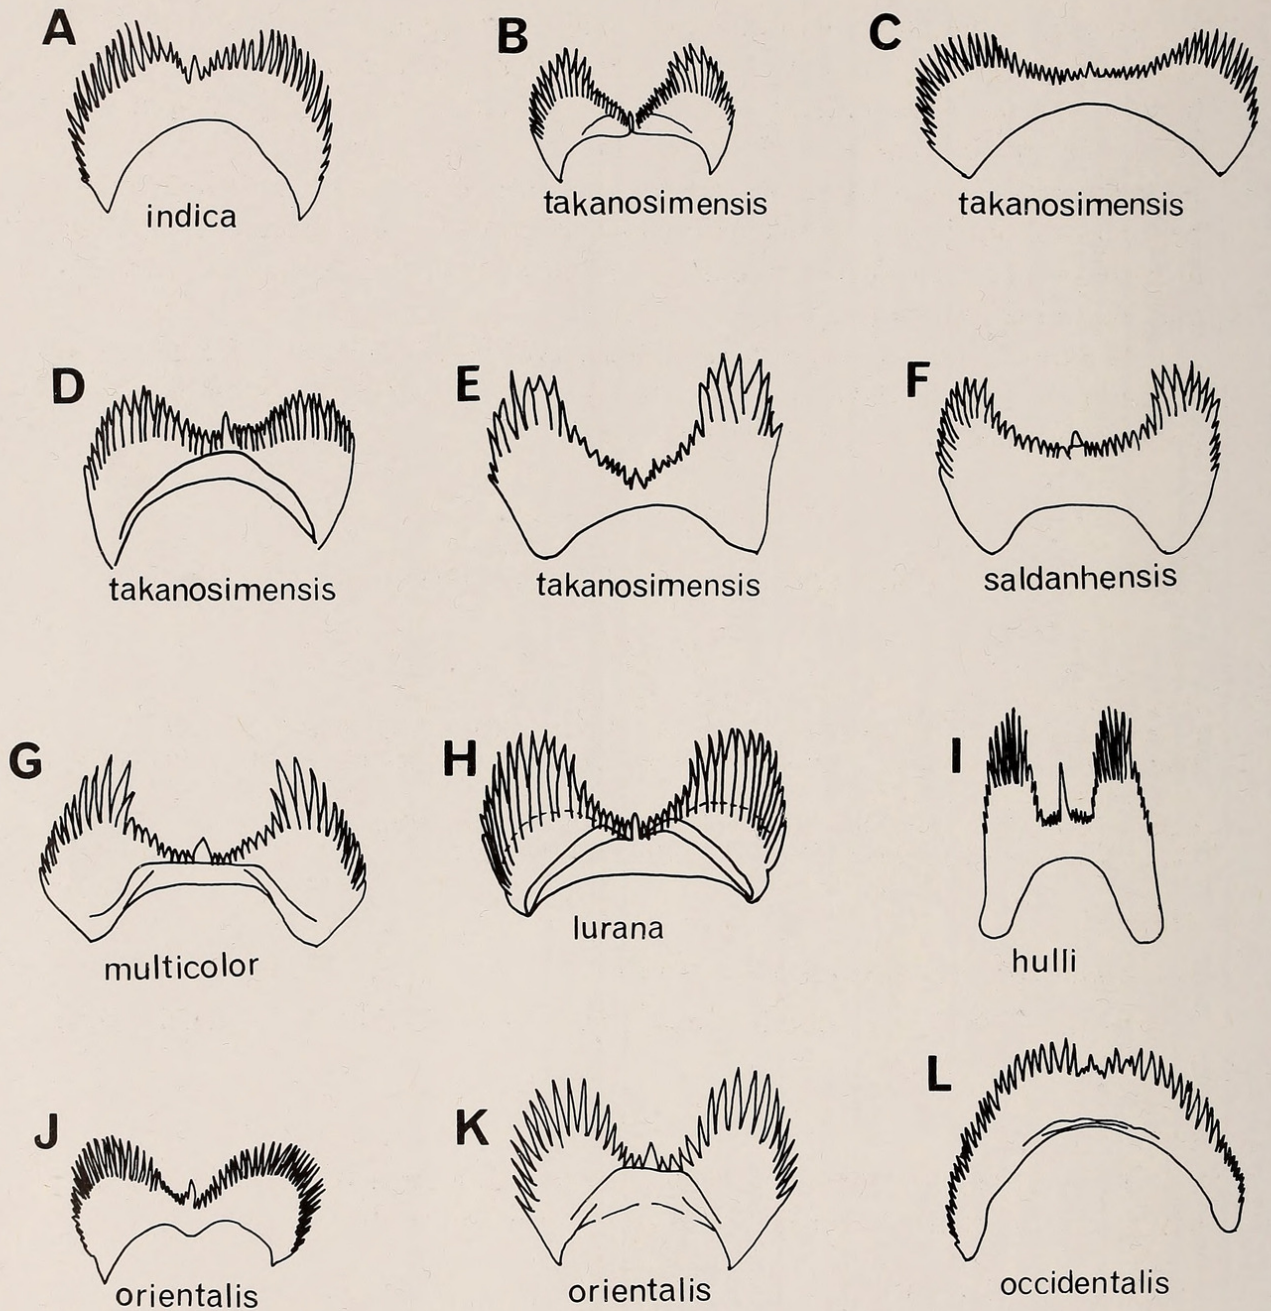 A
B
C
indica
takanosimensis
takanosimensis
D
E
F
takanosimensis
takanosimensis
saldanhensis
G
H
I
multicolor
lurana
hulli
J
K
L
orientalis
orientalis
occidentalis